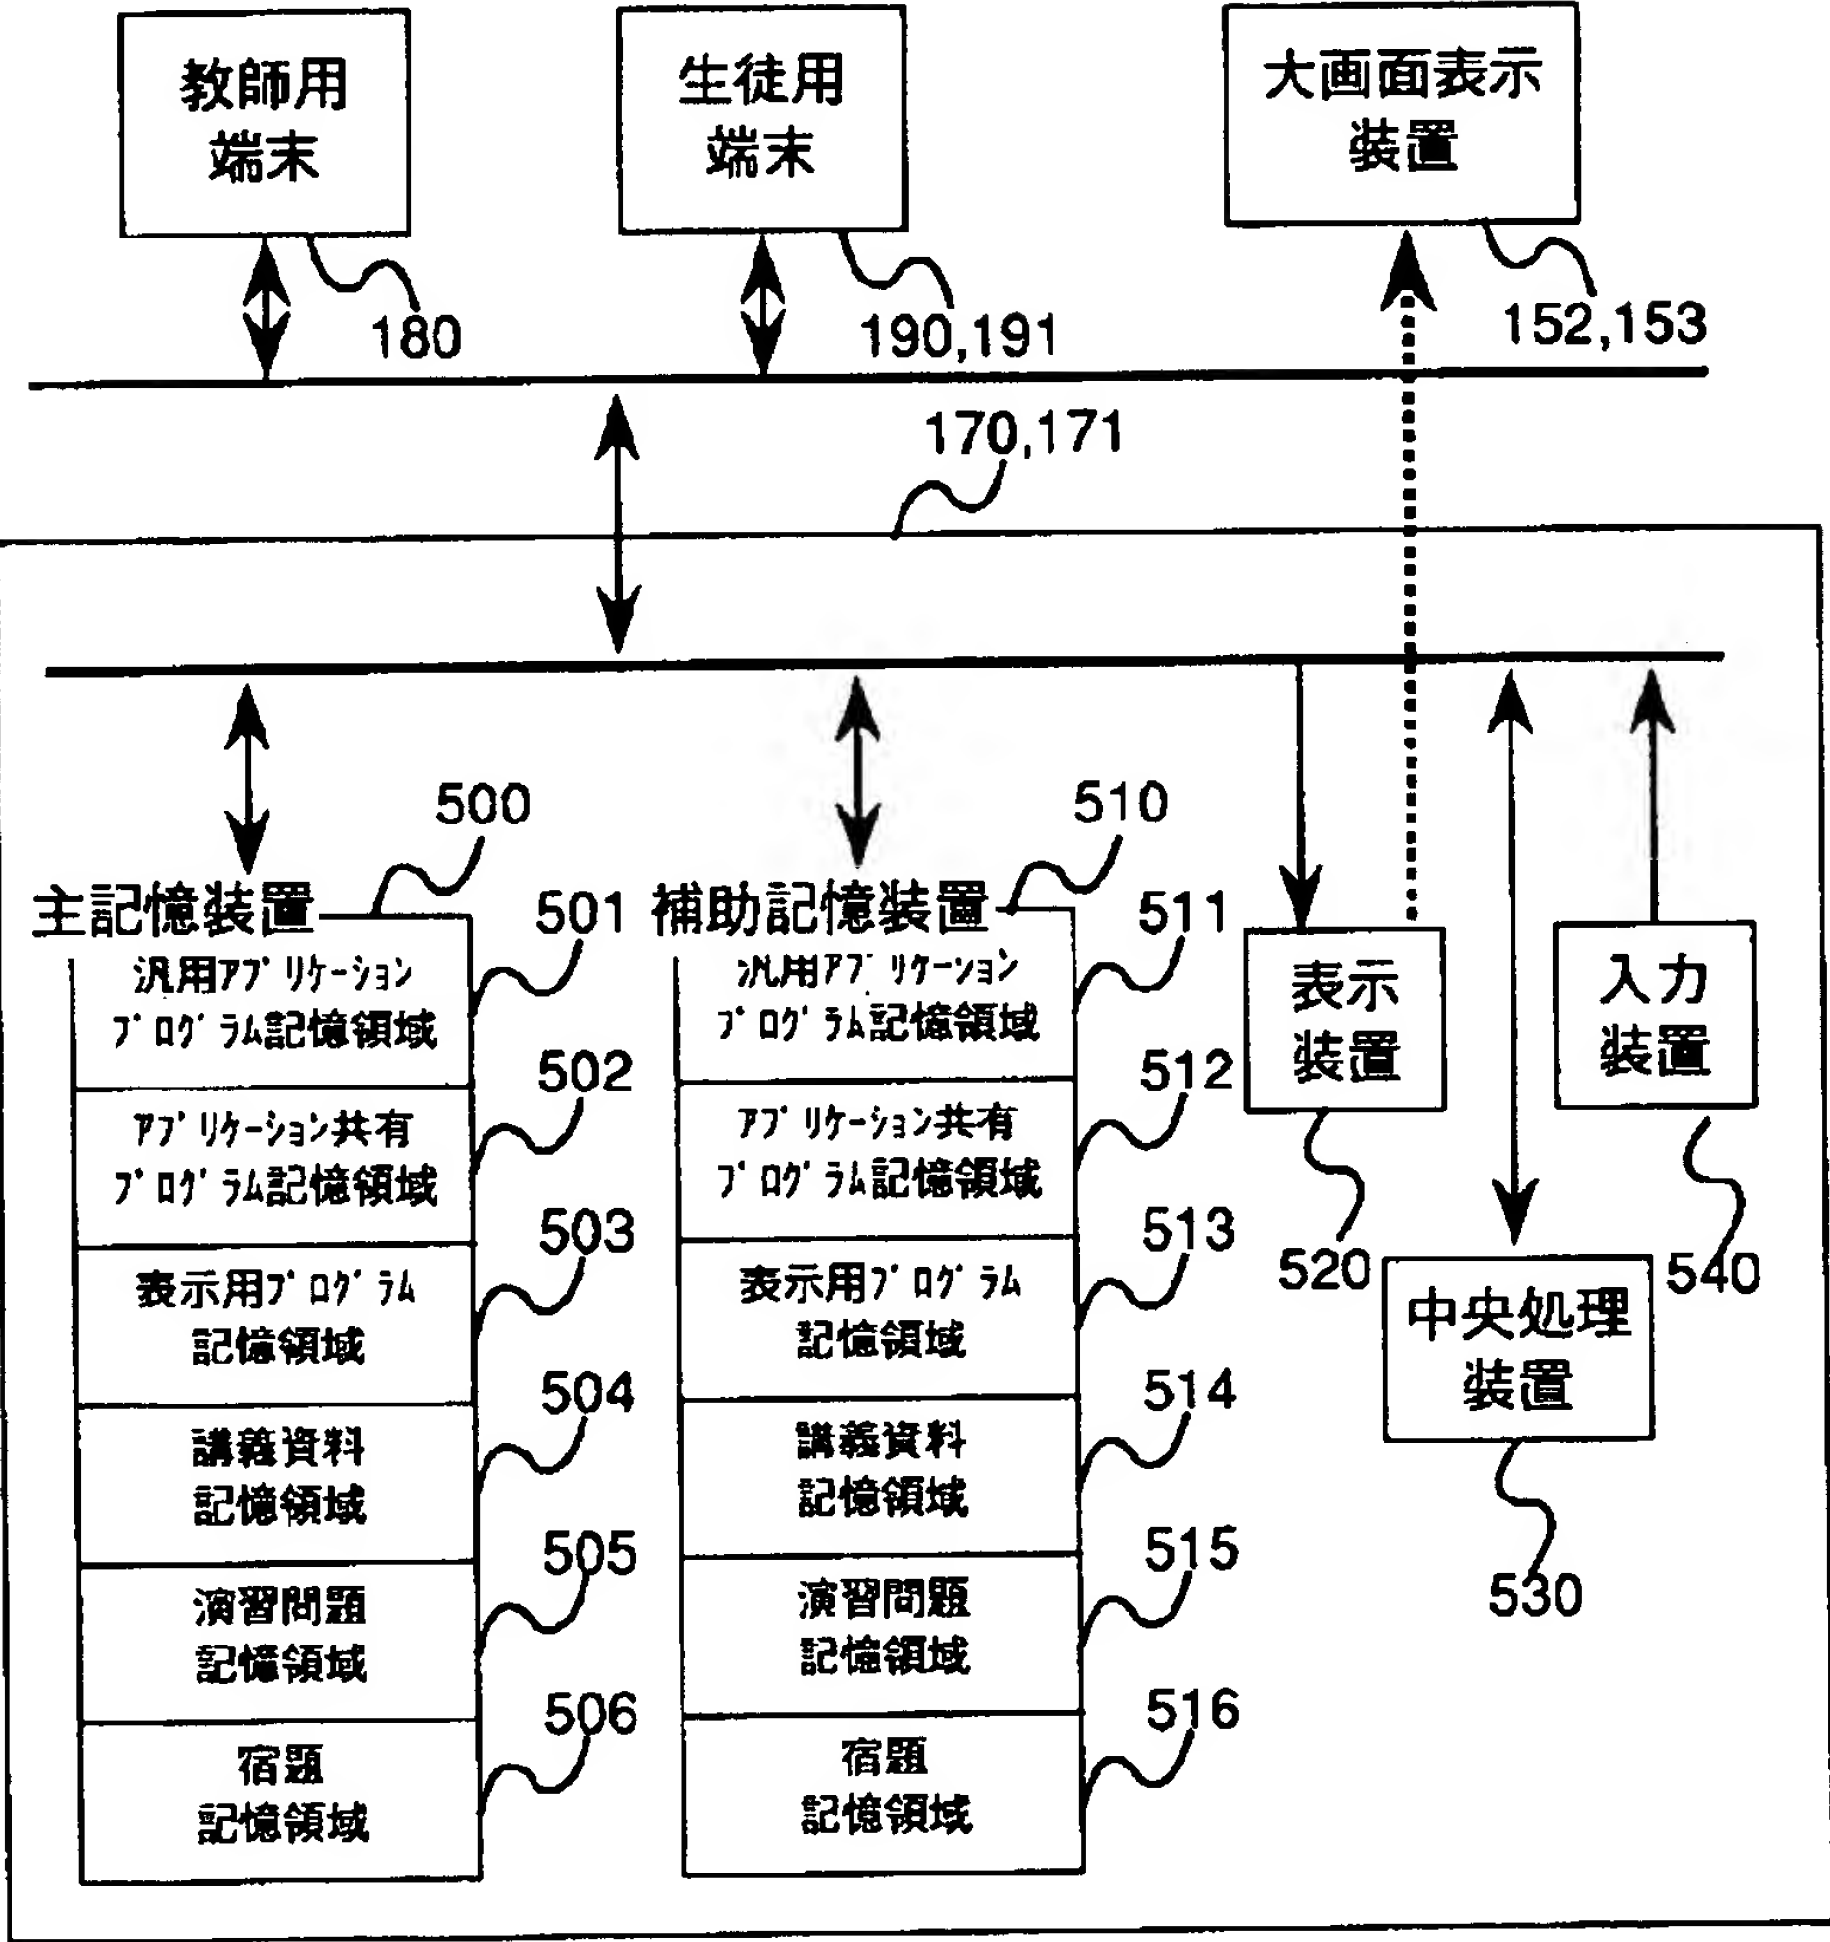 教師用
端末
生徒用
端末
大画面表示
装置
180
190,191
152,153
170,171
500
510
主記憶装置
501
補助記憶装置
511
汎用アプリケーション
プログラム記憶領域
汎用アプリケーション
プログラム記憶領域
表示
装置
入力
装置
502
512
アプリケーション共有
プログラム記憶領域
アプリケーション共有
プログラム記憶領域
503
513
520
540
表示用プログラム
記憶領域
表示用プログラム
記憶領域
中央処理
装置
504
514
講義資料
記憶領域
講義資料
記憶領域
505
515
530
演習問題
記憶領域
演習問題
記憶領域
506
516
宿題
記憶領域
宿題
記憶領域